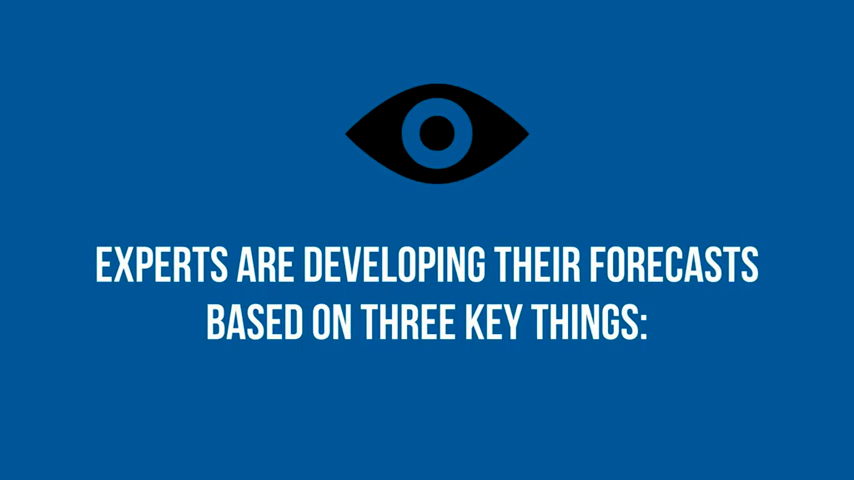 EXPERTS ARE DEVELOPING THEIR FORECASTS
BASED ON THREE KEY THINGS: